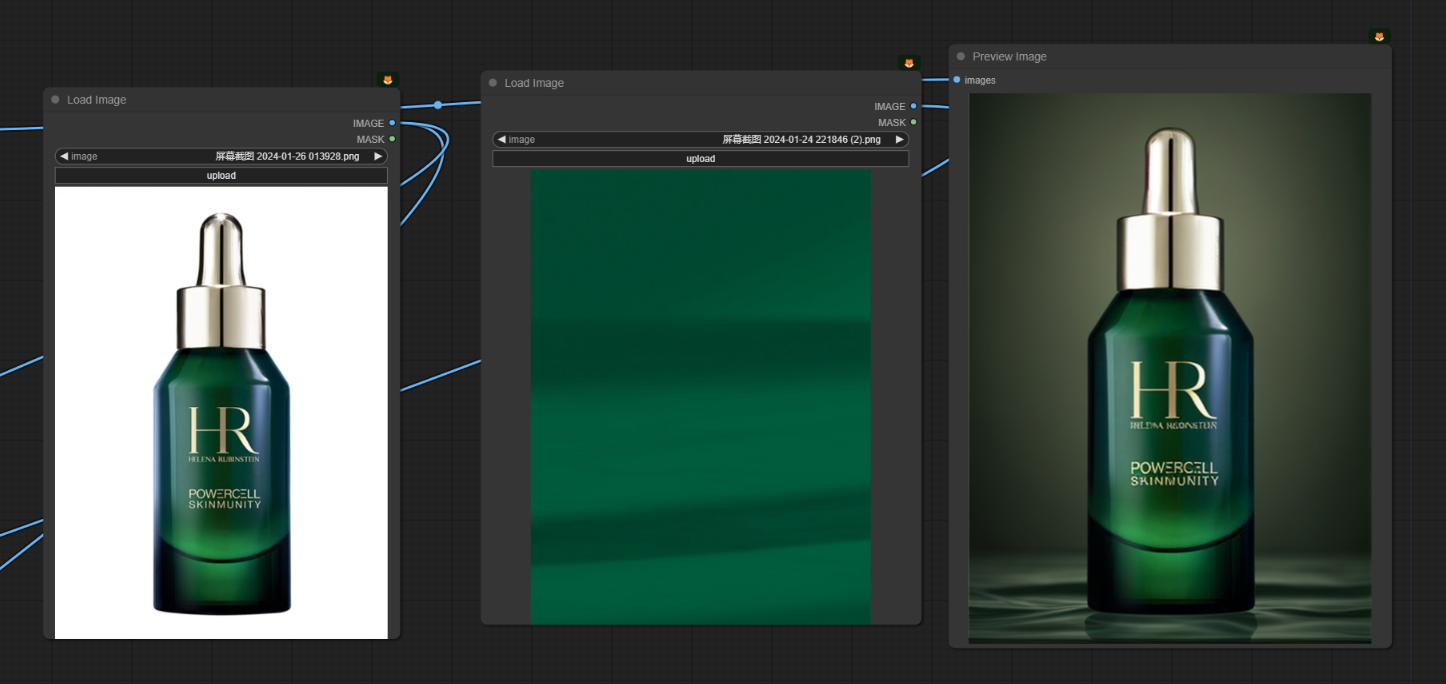 Load Image
IMAGE
MASK
image
屏幕截图 2024-01-26 013928.png
upload
HR
HELENA RUBINSTEIN
POWERCELL
SKINMUNITY
Load Image
IMAGE
MASK
image
屏幕截图 2024-01-24 221846 (2).png
upload
Preview Image
images
HR
POWERCELL
SKINMUNITY